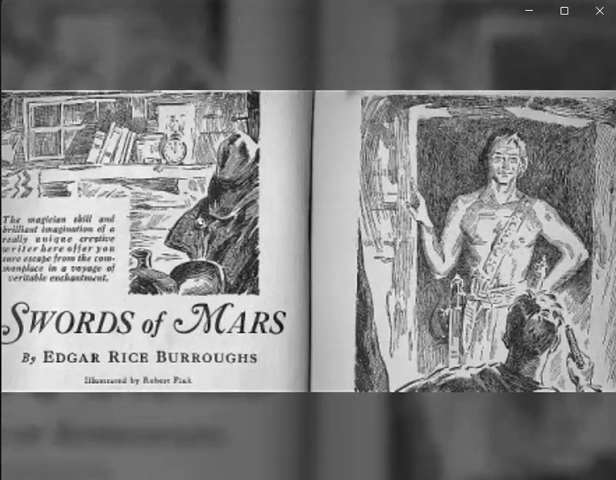 The magician skill and
brilliant imagination of a
really unique creative
writer here offer you
sure escape from the com-
monplace in a voyage of
veritable enchantment.
SWORDS of MARS
By EDGAR RICE BURROUGHS
Illustrated by Robert Fink